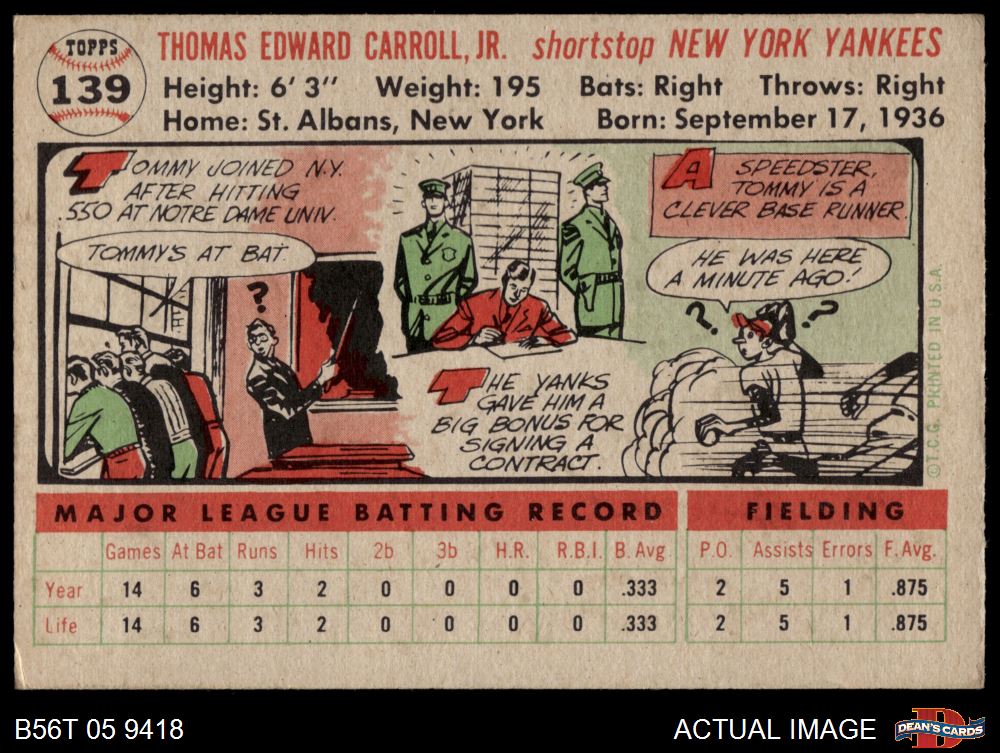 TOPPS
139
THOMAS EDWARD CARROLL, JR. shortstop NEW YORK YANKEES
Height: 6' 3" Weight: 195 Bats: Right Throws: Right
Home: St. Albans, New York Born: September 17, 1936
TOMMY JOINED N.Y.
AFTER HITTING
.550 AT NOTRE DAME UNIV.
TOMMY'S AT BAT.
?
THE YANKS
GAVE HIM A
BIG BONUS FOR
SIGNING A
CONTRACT.
A SPEEDSTER,
TOMMY IS A
CLEVER BASE RUNNER.
HE WAS HERE
A MINUTE AGO!
? ?
©T.C.G. PRINTED IN U.S.A.
MAJOR LEAGUE BATTING RECORD FIELDING
Games At Bat Runs Hits 2b 3b H.R. R.B.I. B. Avg. P.O. Assists Errors F. Avg.
Year 14 6 3 2 0 0 0 0 .333 2 5 1 .875
Life 14 6 3 2 0 0 0 0 .333 2 5 1 .875
B56T 05 9418 ACTUAL IMAGE
D
DEAN'S CARDS